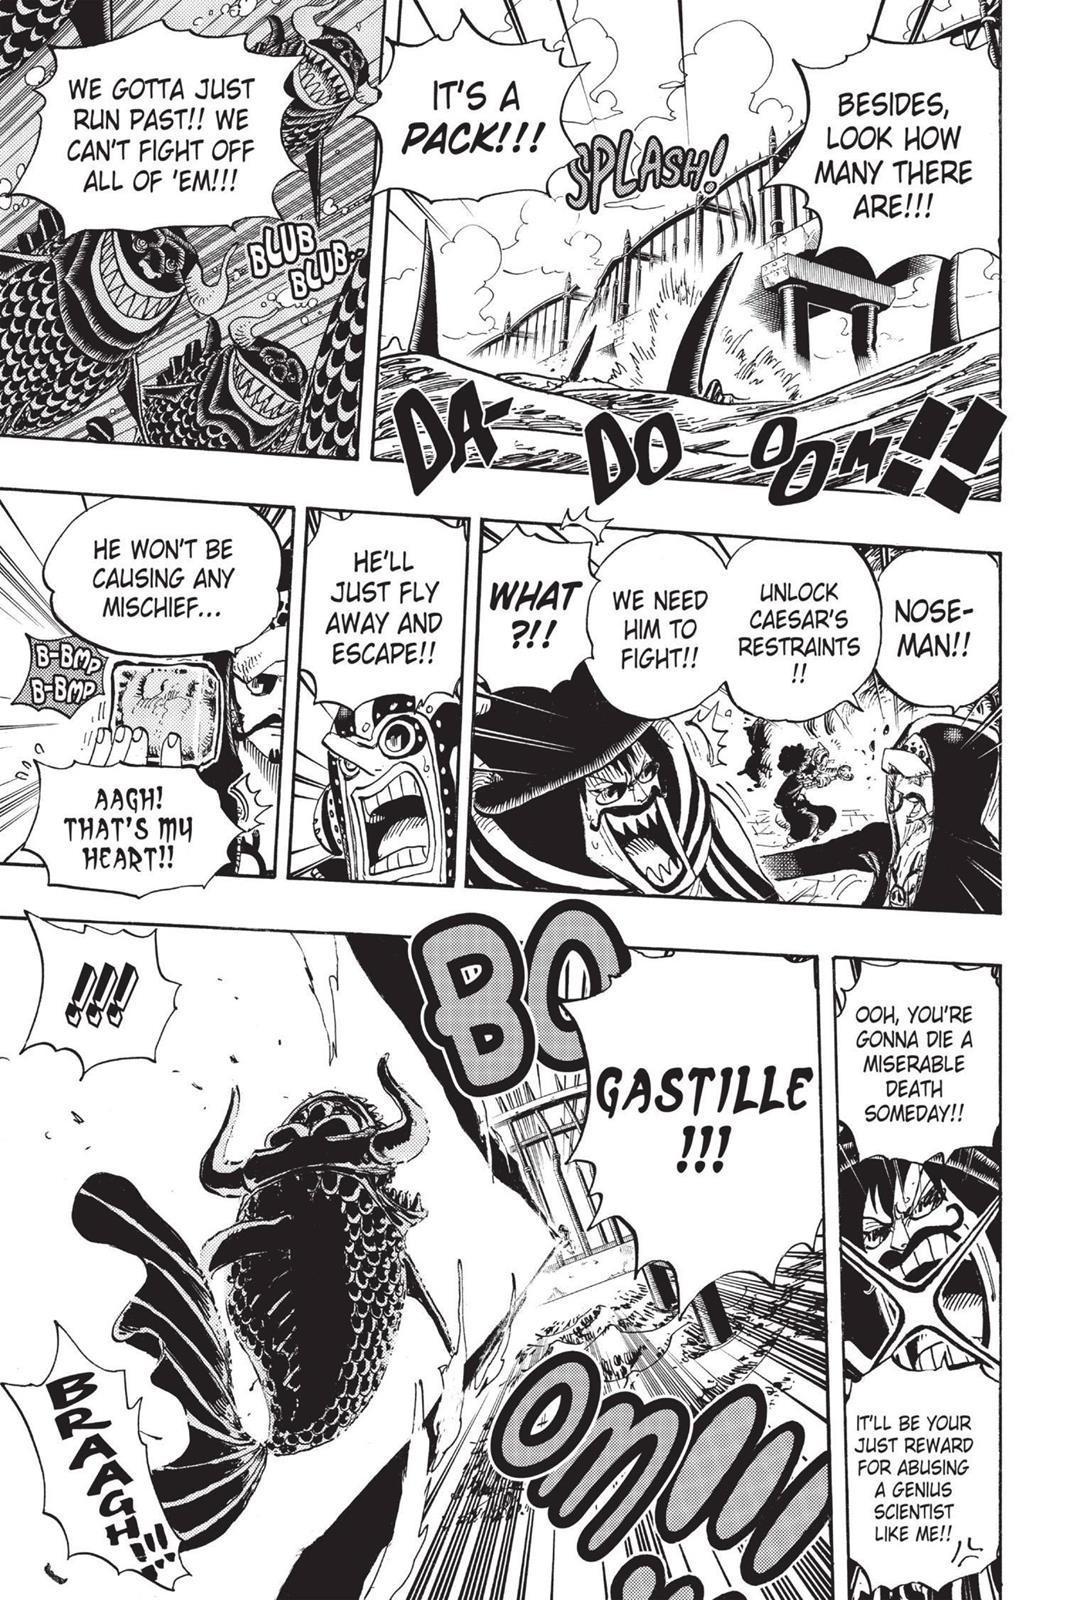 BESIDES,
LOOK HOW
MANY THERE
ARE!!!
SPLASH!
IT'S A
PACK!!!
DA-
DO
OOM!!
WE GOTTA JUST
RUN PAST!! WE
CAN'T FIGHT OFF
ALL OF 'EM!!!
BLUB
BLUB..
NOSE-
MAN!!
UNLOCK
CAESAR'S
RESTRAINTS
!!
WE NEED
HIM TO
FIGHT!!
WHAT
?!!
HE'LL
JUST FLY
AWAY AND
ESCAPE!!
HE WON'T BE
CAUSING ANY
MISCHIEF...
B-BMP
B-BMP
AAGH!
THAT'S MY
HEART!!
OOH, YOU'RE
GONNA DIE A
MISERABLE
DEATH
SOMEDAY!!
IT'LL BE YOUR
JUST REWARD
FOR ABUSING
A GENIUS
SCIENTIST
LIKE ME!!
GASTILLE
!!!
BO
OMM
!!!
BRAAGH!!!